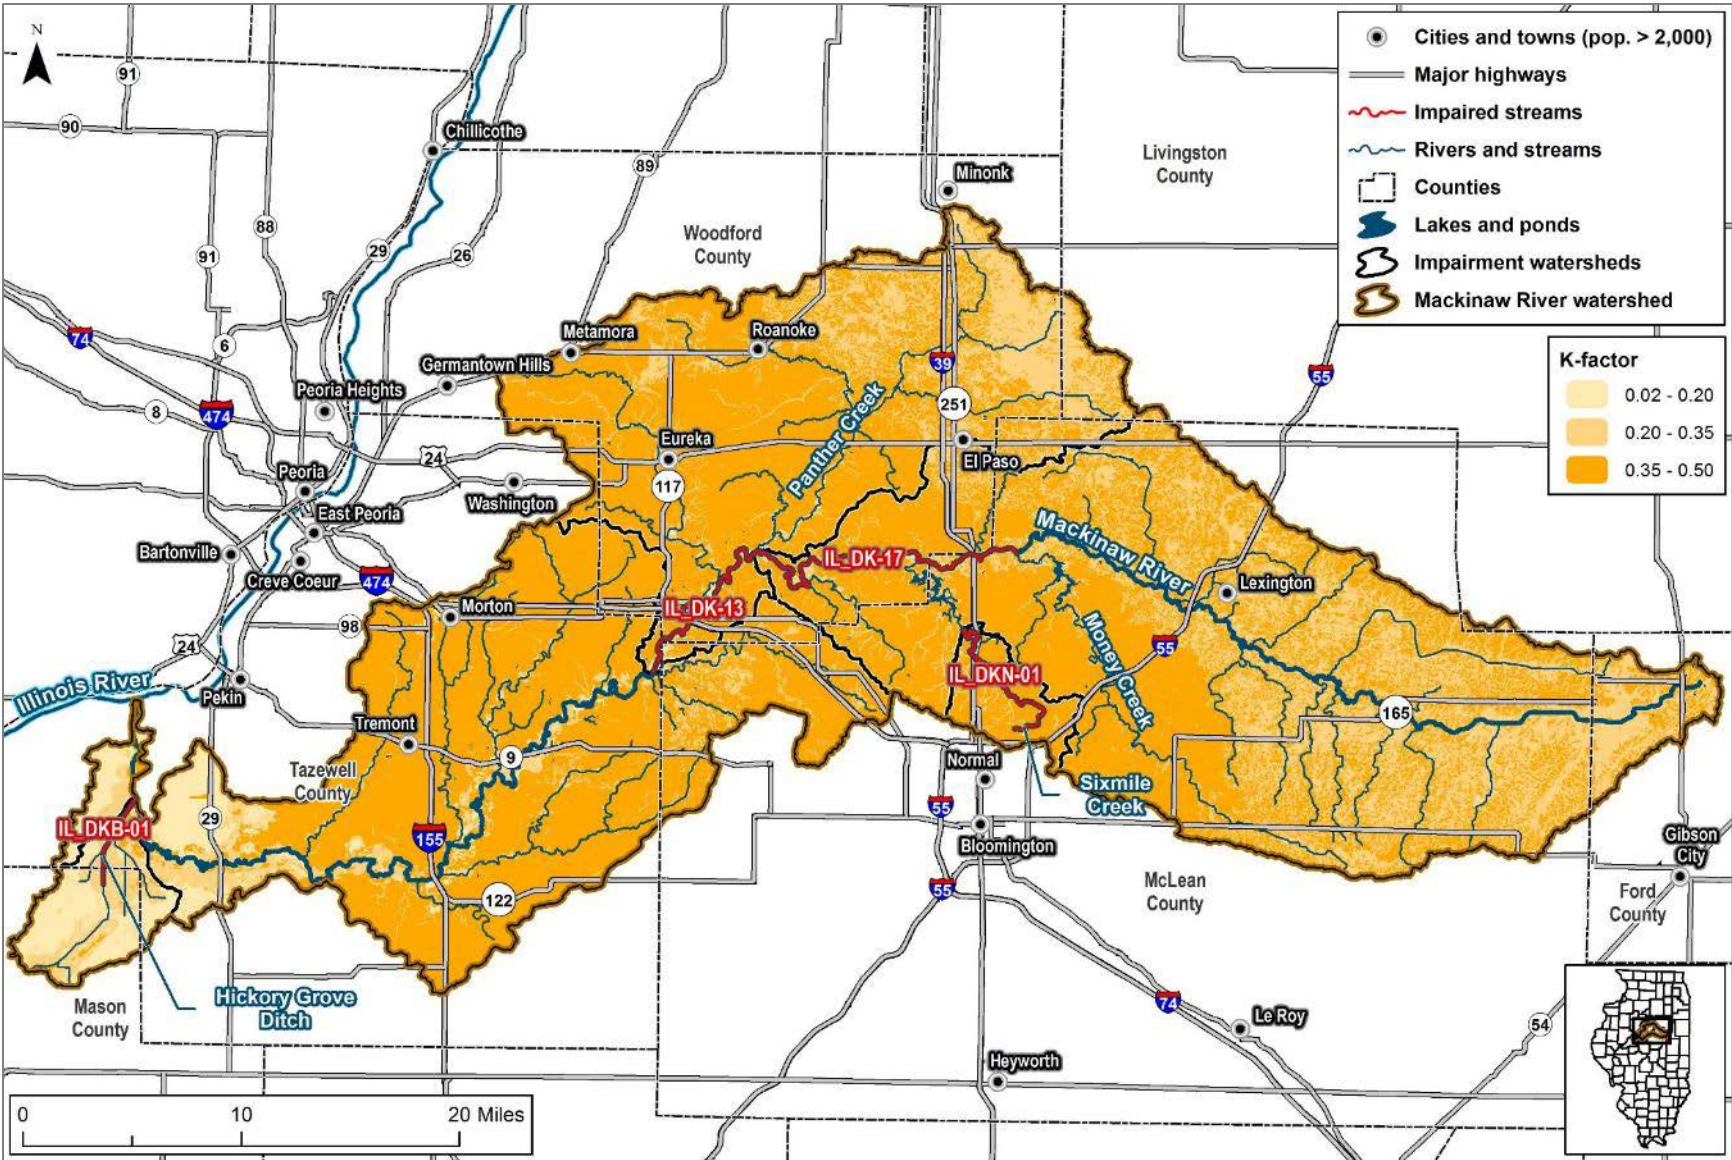 N
Cities and towns (pop. > 2,000)
Major highways
Impaired streams
Rivers and streams
Counties
Lakes and ponds
Impairment watersheds
Mackinaw River watershed
K-factor
0.02 - 0.20
0.20 - 0.35
0.35 - 0.50
91
90
Chillicothe
89
Livingston
County
Minonk
88
Woodford
County
29
26
91
74
6
Metamora
Roanoke
Germantown Hills
39
55
Peoria Heights
8
474
251
Panther Creek
Eureka
El Paso
24
Peoria
117
Washington
East Peoria
Mackinaw River
Bartonville
IL_DK-17
Creve Coeur
474
Lexington
Morton
IL_DK-13
98
Money Creek
24
55
IL_DKN-01
Illinois River
Pekin
165
Tremont
9
Normal
Tazewell
County
Sixmile
Creek
55
29
IL_DKB-01
155
Bloomington
Gibson
City
55
122
McLean
County
Ford
County
Hickory Grove
Ditch
Mason
County
74
Le Roy
54
Heyworth
0 10 20 Miles